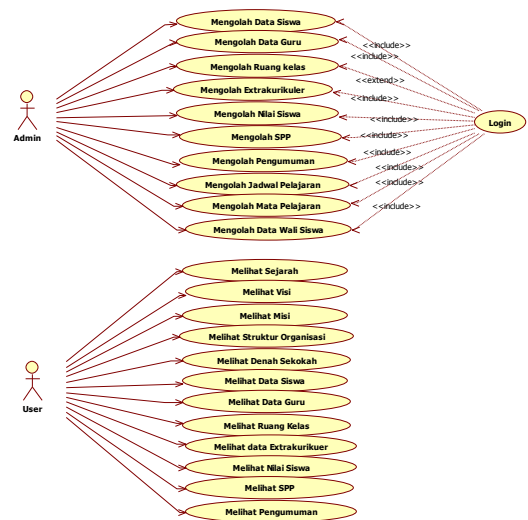 Mengolah Data Siswa
Mengolah Data Guru
<<include>>
<<include>>
Mengolah Ruang kelas
<<extend>>
Mengolah Extrakurikuler
<<include>>
Mengolah Nilai Siswa
<<include>>
Login
Admin
Mengolah SPP
<<include>>
Mengolah Pengumuman
<<include>>
<<include>>
Mengolah Jadwal Pelajaran
<<include>>
Mengolah Mata Pelajaran
<<include>>
Mengolah Data Wali Siswa
Melihat Sejarah
Melihat Visi
Melihat Misi
Melihat Struktur Organisasi
Melihat Denah Sekokah
Melihat Data Siswa
User
Melihat Data Guru
Melihat Ruang Kelas
Melihat data Extrakurikuer
Melihat Nilai Siswa
Melihat SPP
Melihat Pengumuman